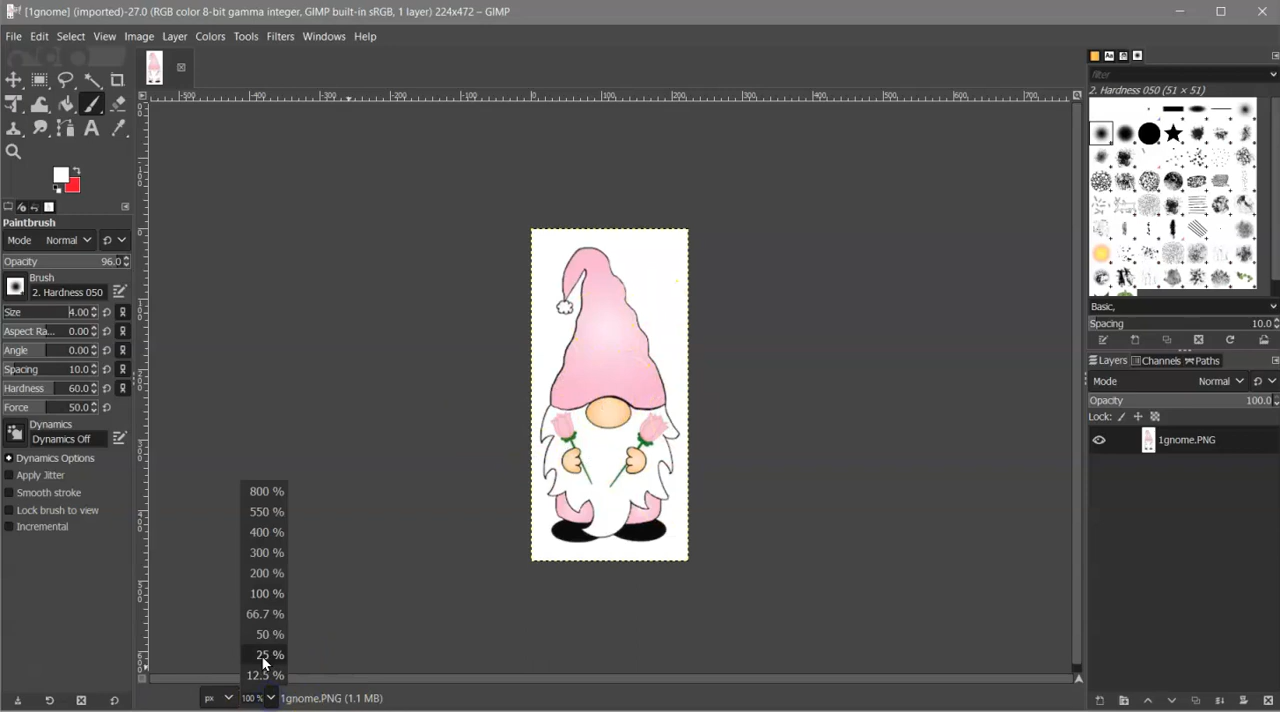 [1gnome] (imported)-27.0 (RGB color 8-bit gamma integer, GIMP built-in sRGB, 1 layer) 224x472 – GIMP
File Edit Select View Image Layer Colors Tools Filters Windows Help
filter
2. Hardness 050 (51 × 51)
Paintbrush
Mode Normal
Opacity 96.0
Brush
2. Hardness 050
Size 4.00
Aspect Ra... 0.00
Angle 0.00
Spacing 10.0
Hardness 60.0
Force 50.0
Dynamics
Dynamics Off
Dynamics Options
Apply Jitter
Smooth stroke
Lock brush to view
Incremental
800 %
550 %
400 %
300 %
200 %
100 %
66.7 %
50 %
25 %
12.5 %
px 100 % 1gnome.PNG (1.1 MB)
Basic,
Spacing 10.0
Layers Channels Paths
Mode Normal
Opacity 100.0
Lock:
1gnome.PNG